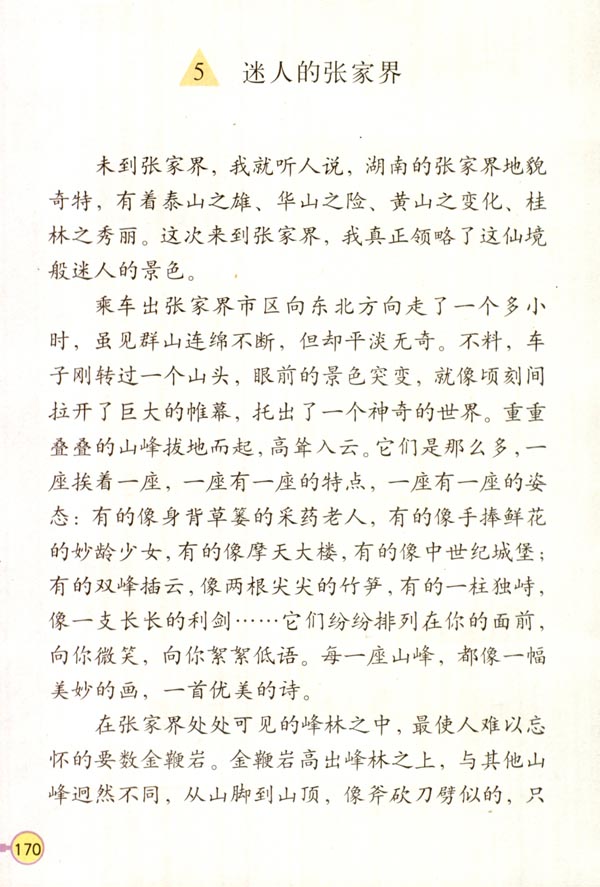 5 迷人的张家界
未到张家界，我就听人说，湖南的张家界地貌
奇特，有着泰山之雄、华山之险、黄山之变化、桂
林之秀丽。这次来到张家界，我真正领略了这仙境
般迷人的景色。
乘车出张家界市区向东北方向走了一个多小
时，虽见群山连绵不断，但却平淡无奇。不料，车
子刚转过一个山头，眼前的景色突变，就像顷刻间
拉开了巨大的帷幕，托出了一个神奇的世界。重重
叠叠的山峰拔地而起，高耸入云。它们是那么多，一
座挨着一座，一座有一座的特点，一座有一座的姿
态：有的像身背草篓的采药老人，有的像手捧鲜花
的妙龄少女，有的像摩天大楼，有的像中世纪城堡；
有的双峰插云，像两根尖尖的竹笋，有的一柱独峙，
像一支长长的利剑……它们纷纷排列在你的面前，
向你微笑，向你絮絮低语。每一座山峰，都像一幅
美妙的画，一首优美的诗。
在张家界处处可见的峰林之中，最使人难以忘
怀的要数金鞭岩。金鞭岩高出峰林之上，与其他山
峰迥然不同，从山脚到山顶，像斧砍刀劈似的，只
170